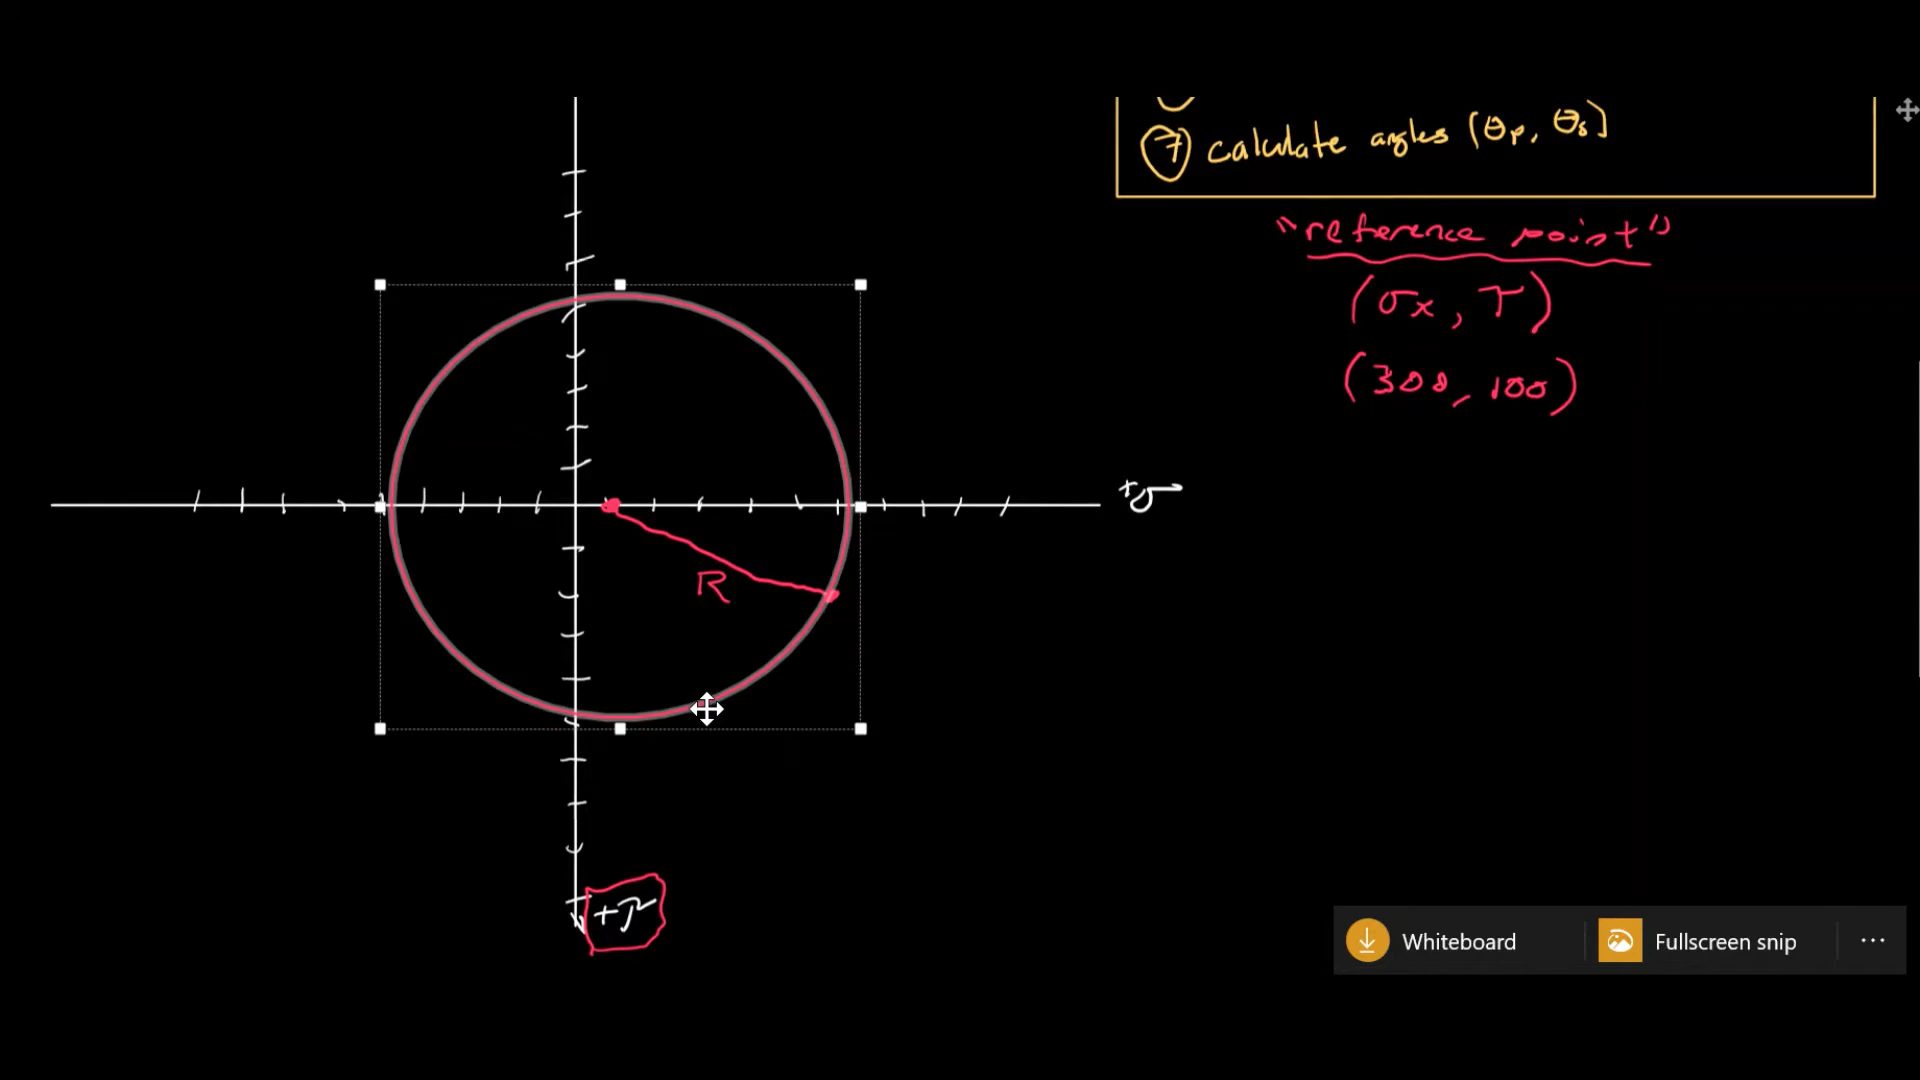 ⑦ calculate angles (θp, θs)
"reference point"
(σx, τ)
(300, 100)
+σ
R
+τ
Whiteboard
Fullscreen snip